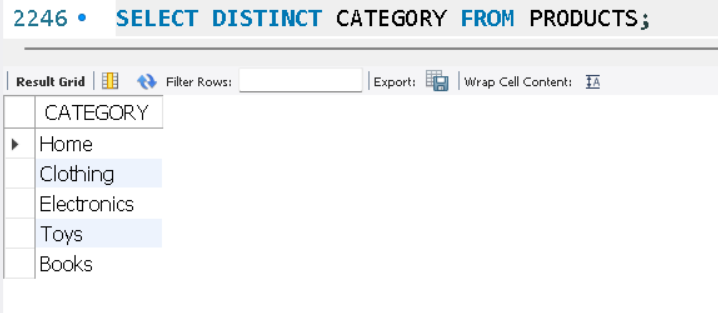 2246 SELECT DISTINCT CATEGORY FROM PRODUCTS;
Result Grid Filter Rows: Export: Wrap Cell Content: IA
CATEGORY
Home
Clothing
Electronics
Toys
Books